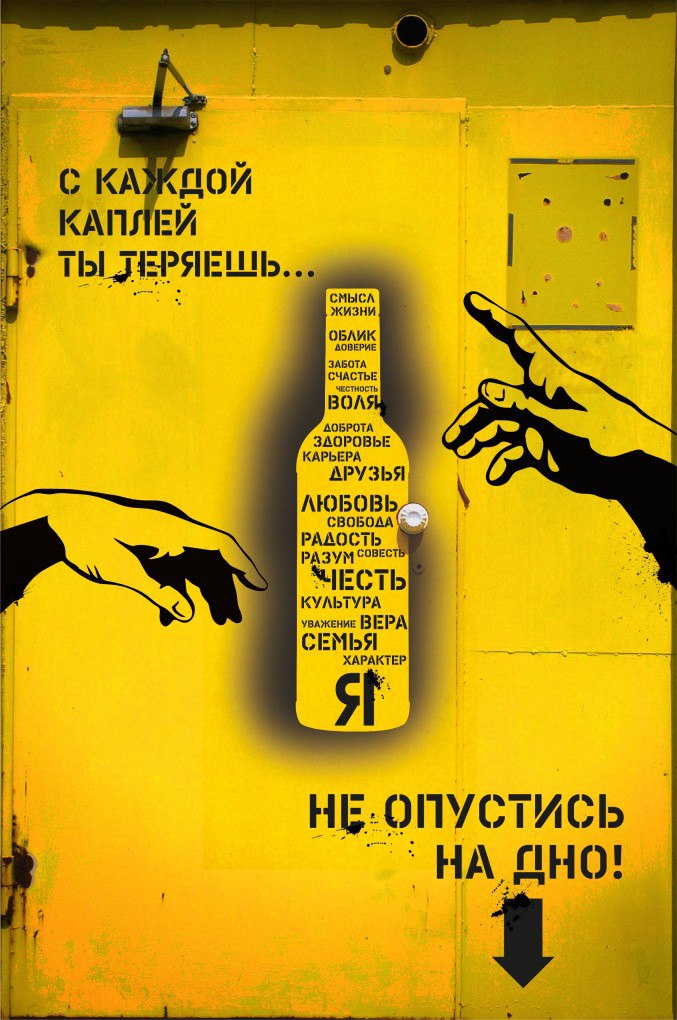 С КАЖДОЙ
КАПЛЕЙ
ТЫ ТЕРЯЕШЬ...
СМЫСЛ
ЖИЗНИ
ОБЛИК
ДОВЕРИЕ
ЗАБОТА
СЧАСТЬЕ
ЧЕСТНОСТЬ
ВОЛЯ
ДОБРОТА
ЗДОРОВЬЕ
КАРЬЕРА
ДРУЗЬЯ
ЛЮБОВЬ
СВОБОДА
РАДОСТЬ
РАЗУМ СОВЕСТЬ
ЧЕСТЬ
КУЛЬТУРА
УВАЖЕНИЕ ВЕРА
СЕМЬЯ
ХАРАКТЕР
Я
НЕ ОПУСТИСЬ
НА ДНО!